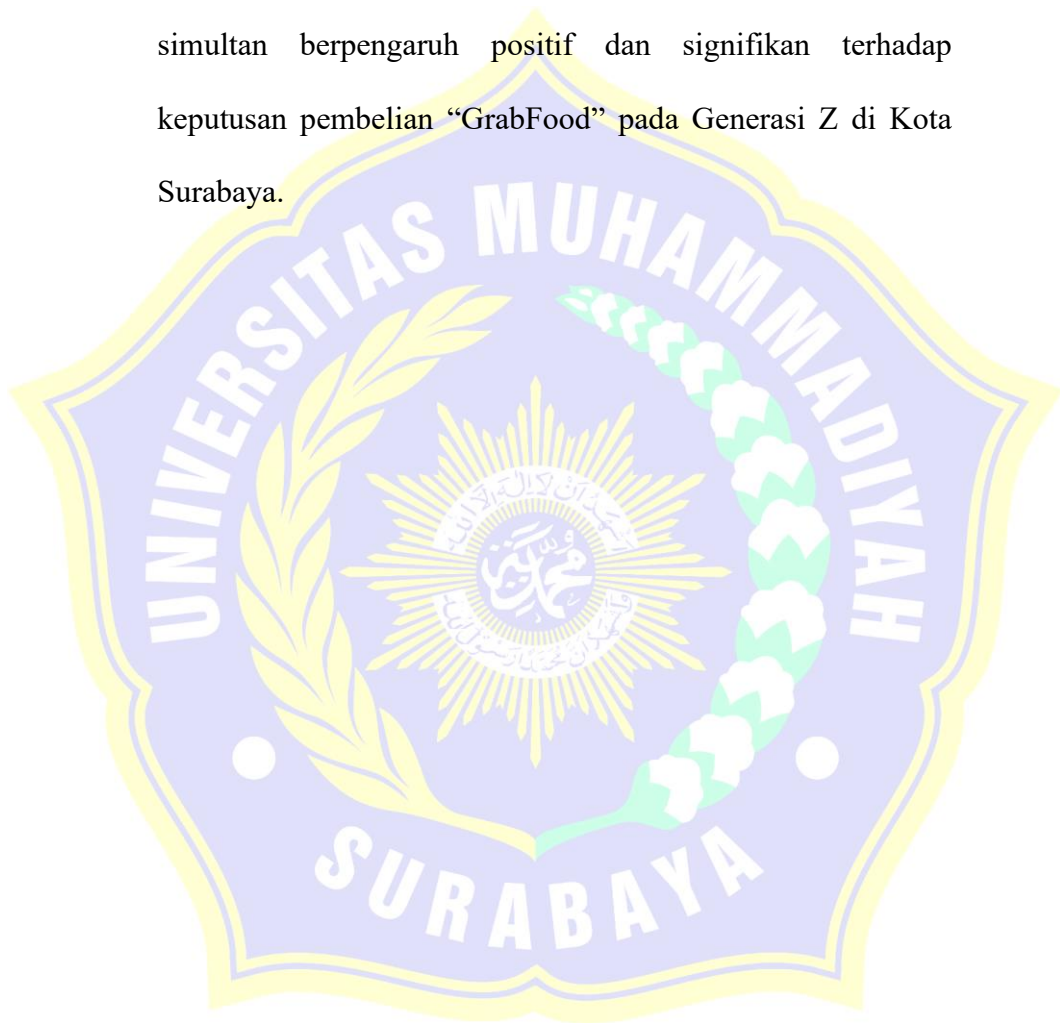 simultan berpengaruh positif dan signifikan terhadap
keputusan pembelian “GrabFood” pada Generasi Z di Kota
Surabaya.
UNIVERSITAS MUHAMMADIYAH
SURABAYA